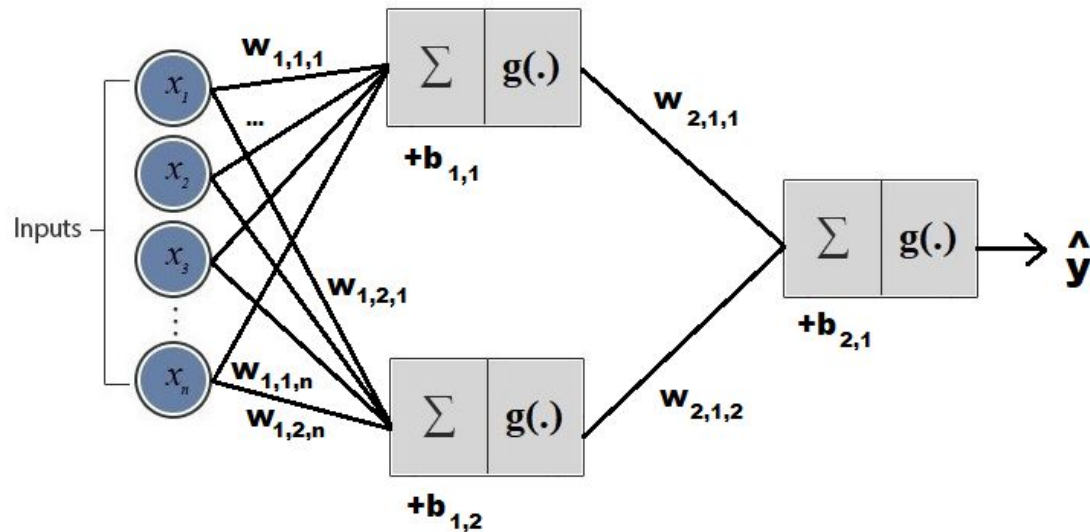 Inputs
x₁
x₂
x₃
xₙ
w₁,₁,₁
...
w₁,₂,₁
w₁,₁,ₙ
w₁,₂,ₙ
∑ g(.)
+b₁,₁
∑ g(.)
+b₁,₂
w₂,₁,₁
w₂,₁,₂
∑ g(.)
+b₂,₁
ŷ